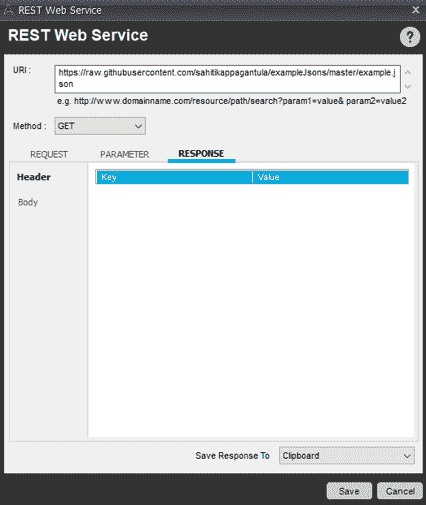 REST Web Service
REST Web Service
?
URI :
https://raw.githubusercontent.com/sahitikappagantula/exampleJsons/master/example.j
son
e.g. http://www.domainname.com/resource/path/search?param1=value& param2=value2
Method :
GET
REQUEST
PARAMETER
RESPONSE
Header
Key
Value
Body
Save Response To
Clipboard
Save
Cancel